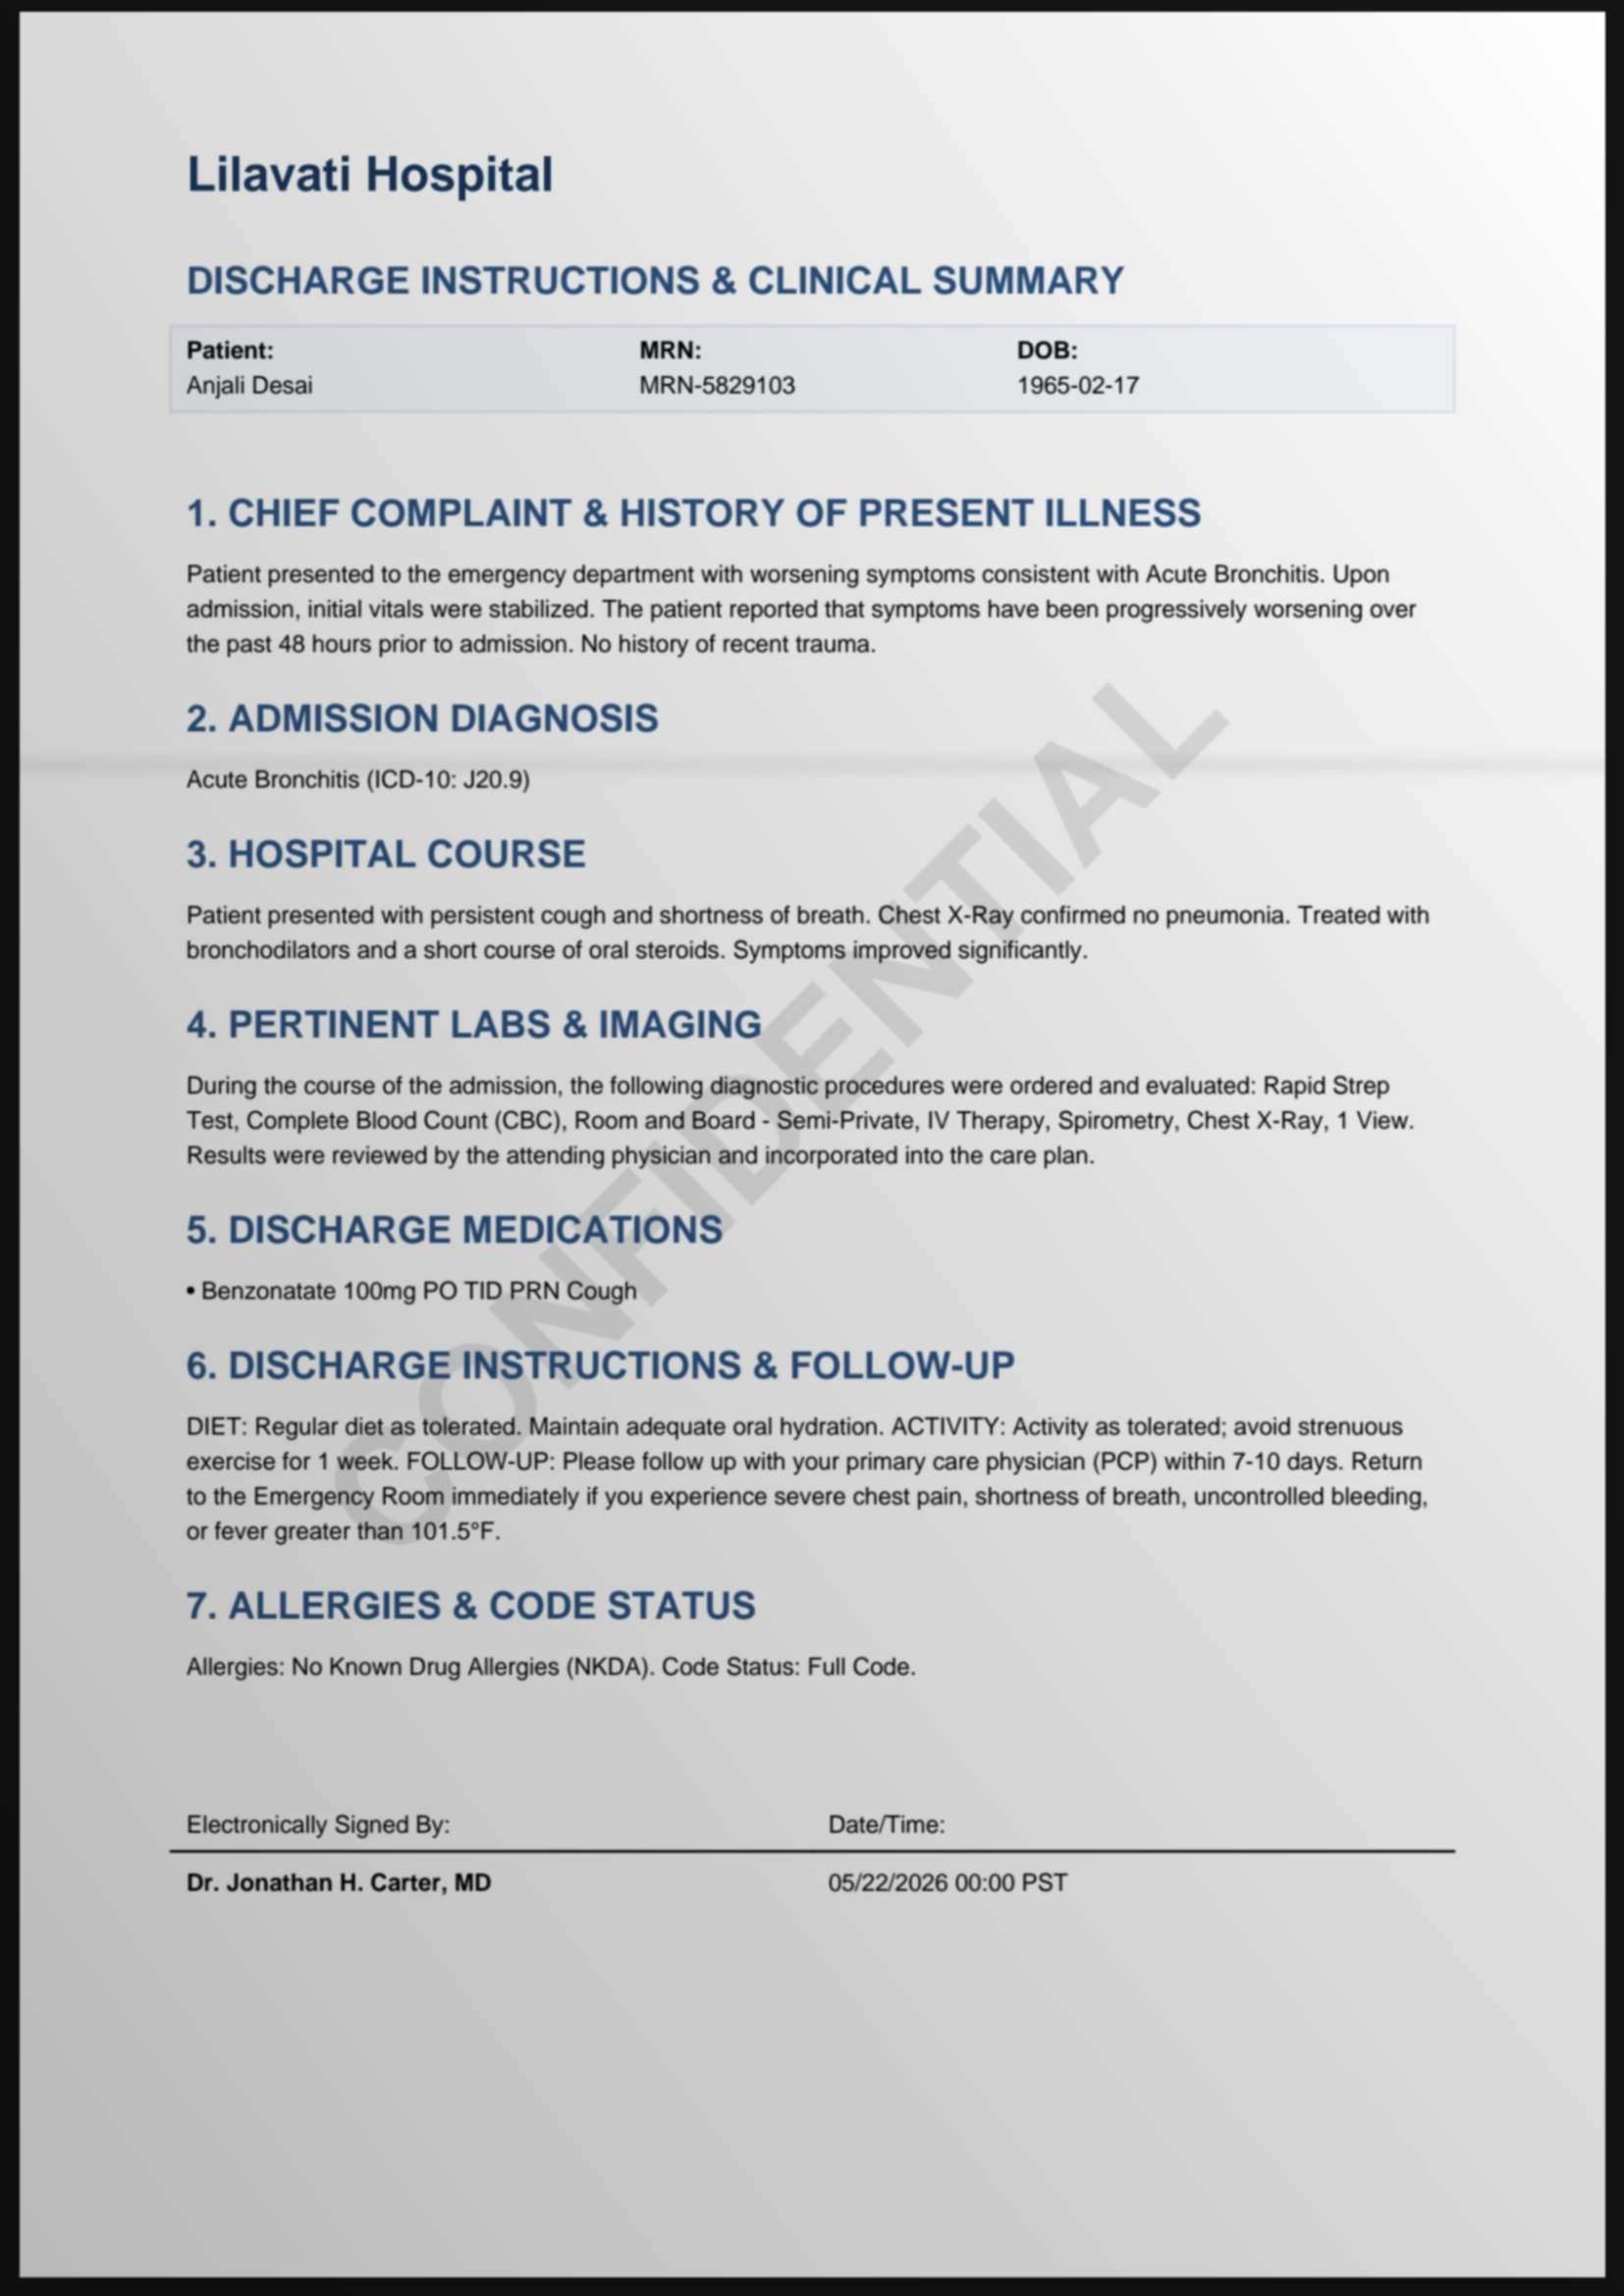 Lilavati Hospital
DISCHARGE INSTRUCTIONS & CLINICAL SUMMARY
Patient: MRN: DOB:
Anjali Desai MRN-5829103 1965-02-17
1. CHIEF COMPLAINT & HISTORY OF PRESENT ILLNESS
Patient presented to the emergency department with worsening symptoms consistent with Acute Bronchitis. Upon
admission, initial vitals were stabilized. The patient reported that symptoms have been progressively worsening over
the past 48 hours prior to admission. No history of recent trauma.
2. ADMISSION DIAGNOSIS
Acute Bronchitis (ICD-10: J20.9)
3. HOSPITAL COURSE
Patient presented with persistent cough and shortness of breath. Chest X-Ray confirmed no pneumonia. Treated with
bronchodilators and a short course of oral steroids. Symptoms improved significantly.
4. PERTINENT LABS & IMAGING
During the course of the admission, the following diagnostic procedures were ordered and evaluated: Rapid Strep
Test, Complete Blood Count (CBC), Room and Board - Semi-Private, IV Therapy, Spirometry, Chest X-Ray, 1 View.
Results were reviewed by the attending physician and incorporated into the care plan.
5. DISCHARGE MEDICATIONS
• Benzonatate 100mg PO TID PRN Cough
6. DISCHARGE INSTRUCTIONS & FOLLOW-UP
DIET: Regular diet as tolerated. Maintain adequate oral hydration. ACTIVITY: Activity as tolerated; avoid strenuous
exercise for 1 week. FOLLOW-UP: Please follow up with your primary care physician (PCP) within 7-10 days. Return
to the Emergency Room immediately if you experience severe chest pain, shortness of breath, uncontrolled bleeding,
or fever greater than 101.5°F.
7. ALLERGIES & CODE STATUS
Allergies: No Known Drug Allergies (NKDA). Code Status: Full Code.
Electronically Signed By: Date/Time:
Dr. Jonathan H. Carter, MD 05/22/2026 00:00 PST
CONFIDENTIAL